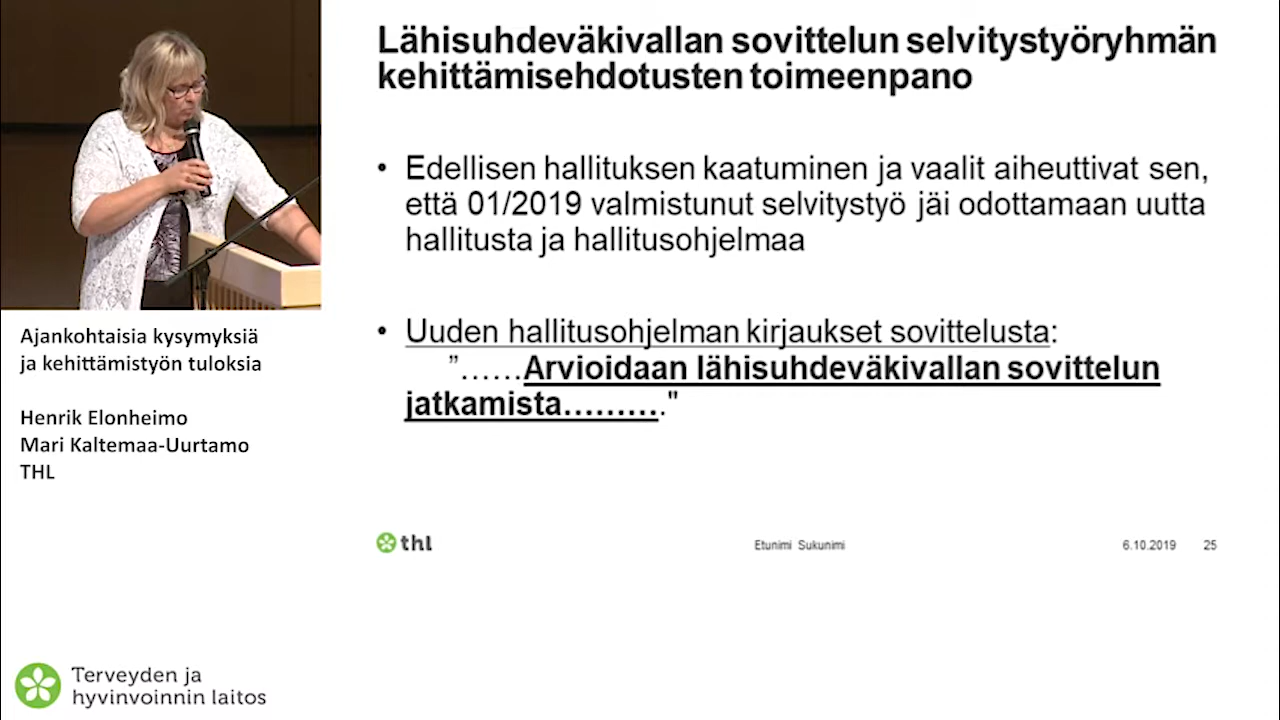 Lähisuhdeväkivallan sovittelun selvitystyöryhmän
kehittämisehdotusten toimeenpano
• Edellisen hallituksen kaatuminen ja vaalit aiheuttivat sen,
että 01/2019 valmistunut selvitystyö jäi odottamaan uutta
hallitusta ja hallitusohjelmaa
• Uuden hallitusohjelman kirjaukset sovittelusta:
”……Arvioidaan lähisuhdeväkivallan sovittelun
jatkamista………."
thl
Etunimi Sukunimi
6.10.2019
25
Ajankohtaisia kysymyksiä
ja kehittämistyön tuloksia
Henrik Elonheimo
Mari Kaltemaa-Uurtamo
THL
Terveyden ja
hyvinvoinnin laitos